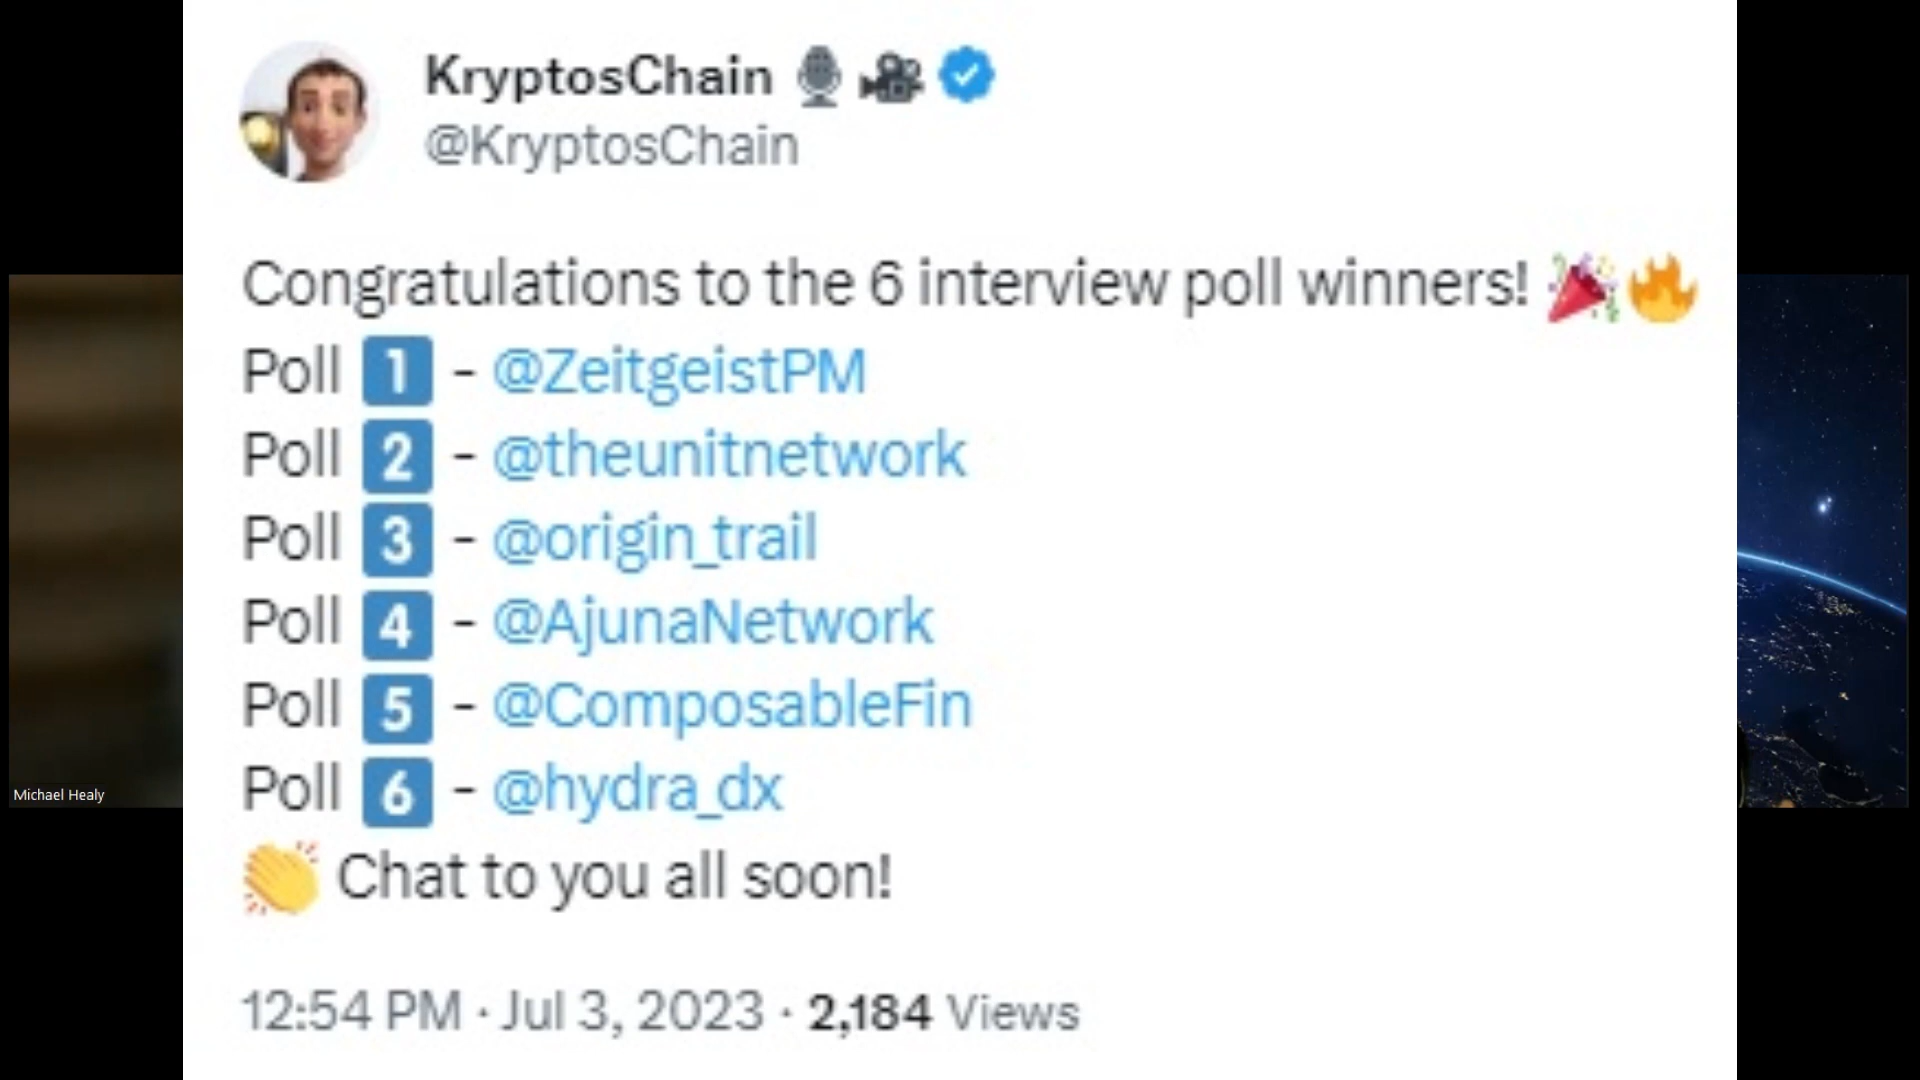 KryptosChain 🎙️ 🎥
@KryptosChain
Congratulations to the 6 interview poll winners! 🎉🔥
Poll 1️⃣ - @ZeitgeistPM
Poll 2️⃣ - @theunitnetwork
Poll 3️⃣ - @origin_trail
Poll 4️⃣ - @AjunaNetwork
Poll 5️⃣ - @ComposableFin
Poll 6️⃣ - @hydra_dx
👏 Chat to you all soon!
12:54 PM · Jul 3, 2023 · 2,184 Views
Michael Healy